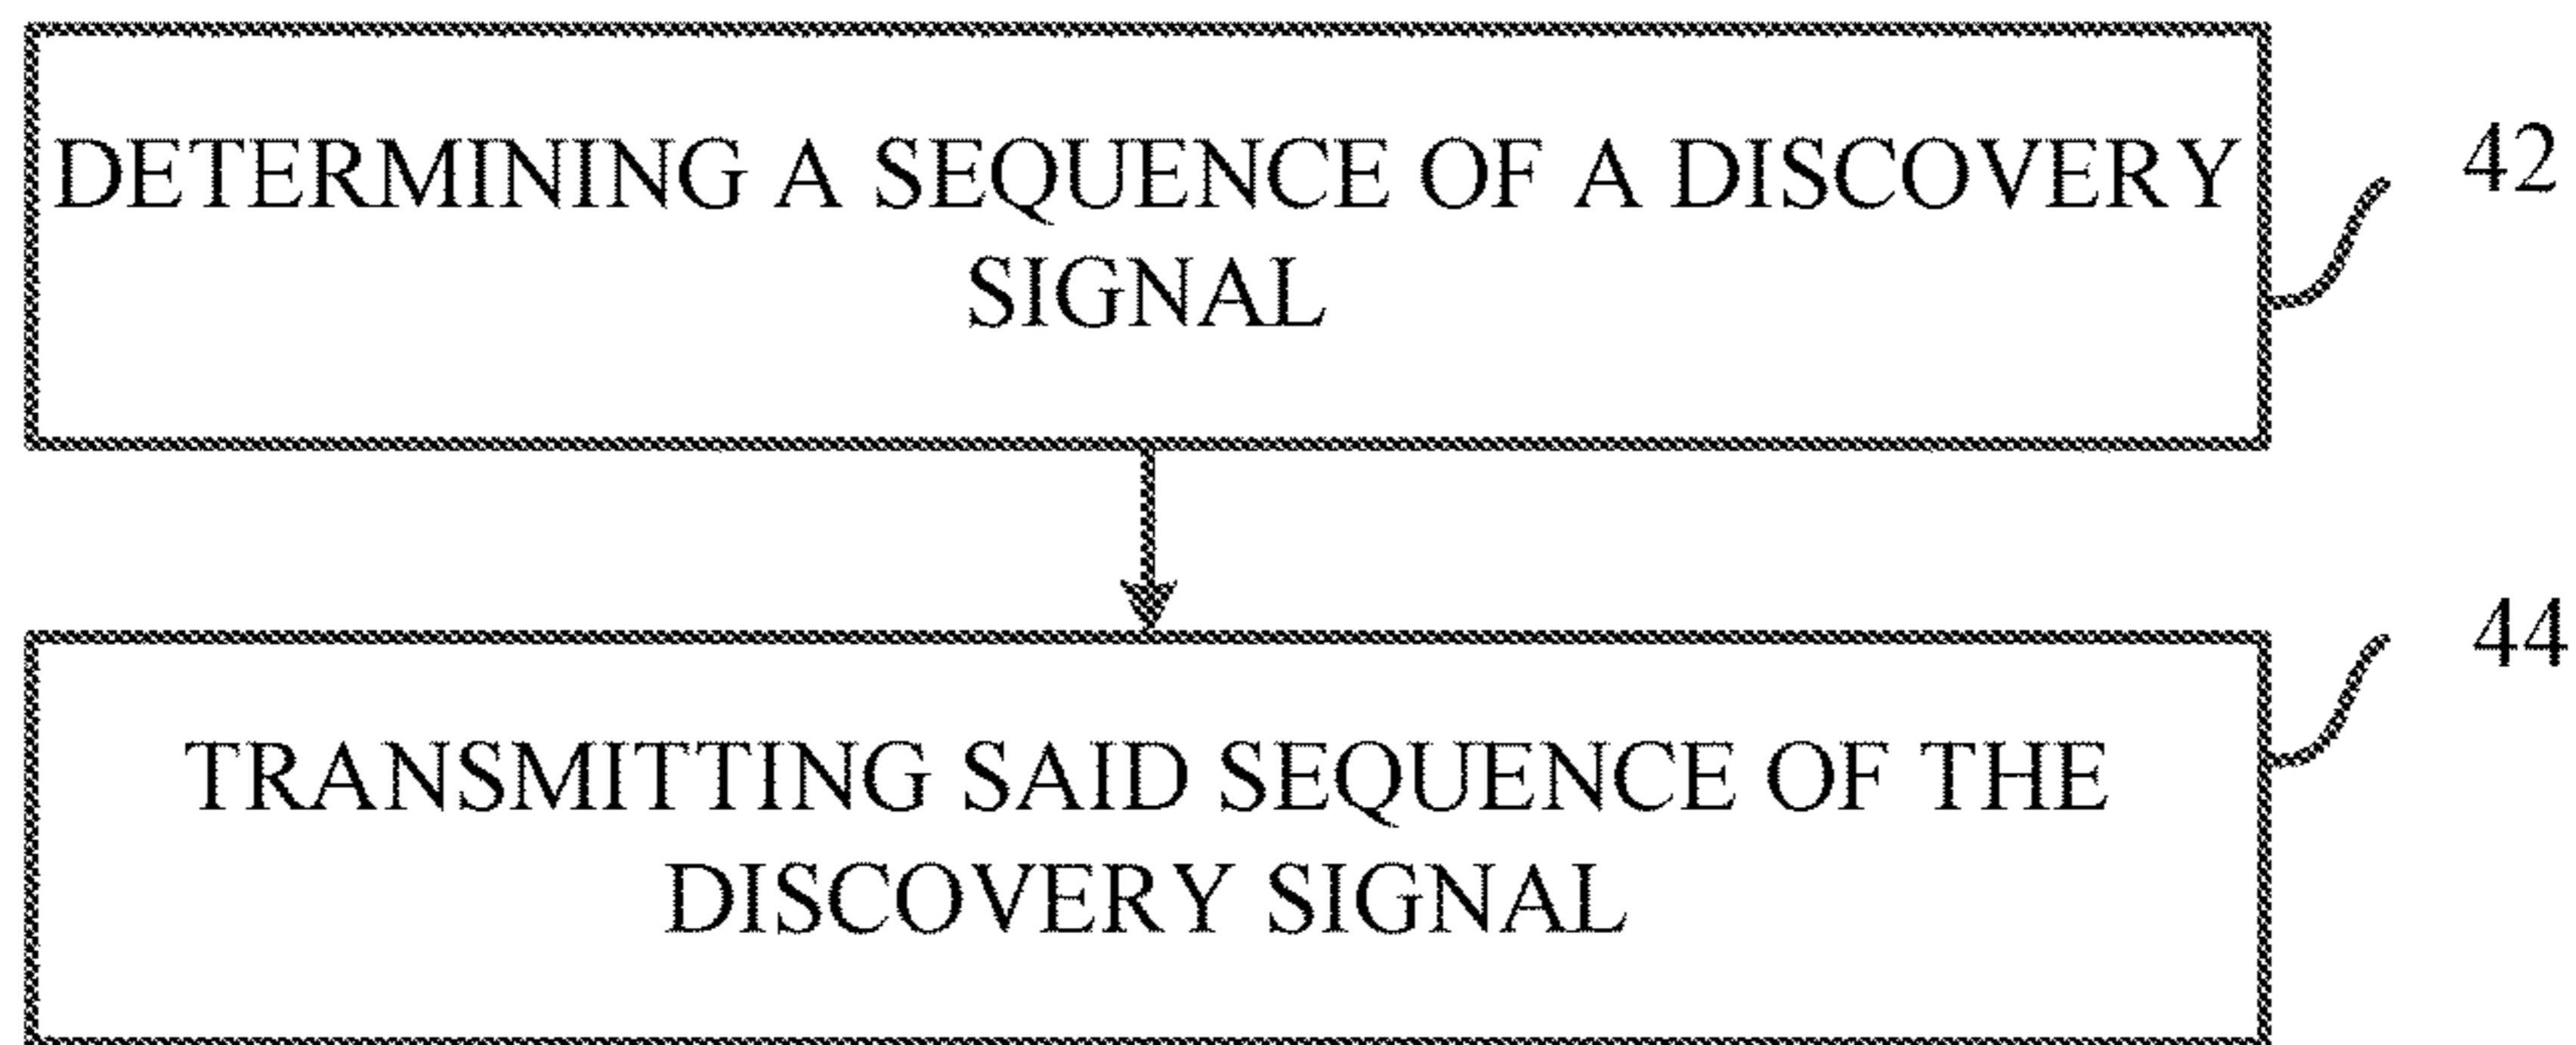 DETERMINING A SEQUENCE OF A DISCOVERY
SIGNAL
42
TRANSMITTING SAID SEQUENCE OF THE
DISCOVERY SIGNAL
44